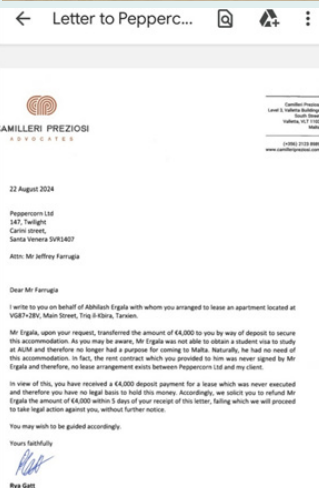 Letter to Pepperc...
CAMILLERI PREZIOSI
ADVOCATES
Camilleri Preziosi
Level 3, Valletta Buildings
South Street
Valletta, VLT 1103
Malta
www.camilleripreziosi.com
22 August 2024
Peppercorn Ltd
147, Twilight
Carini street,
Santa Venera SVR1407
Attn: Mr Jeffrey Farrugia
Dear Mr Farrugia
I write to you on behalf of Abhilash Ergala with whom you arranged to lease an apartment located at
VG87+28V, Main Street, Triq Il-Kbira, Tarxien.
Mr Ergala, upon your request, transferred the amount of €4,000 to you by way of deposit to secure
this accommodation. As you may be aware, Mr Ergala was not able to obtain a student visa to study
at AUM and therefore no longer had a purpose for coming to Malta. Naturally, he had no need of
this accommodation. In fact, the rent contract which you provided to him was never signed by Mr
Ergala and therefore, no lease arrangement exists between Peppercorn Ltd and my client.
In view of this, you have received a €4,000 deposit payment for a lease which was never executed
and therefore you have no legal basis to hold this money. Accordingly, we solicit you to refund Mr
Ergala the amount of €4,000 within 5 days of your receipt of this letter, failing which we will proceed
to take legal action against you, without further notice.
You may wish to be guided accordingly.
Yours faithfully
Rya Gatt